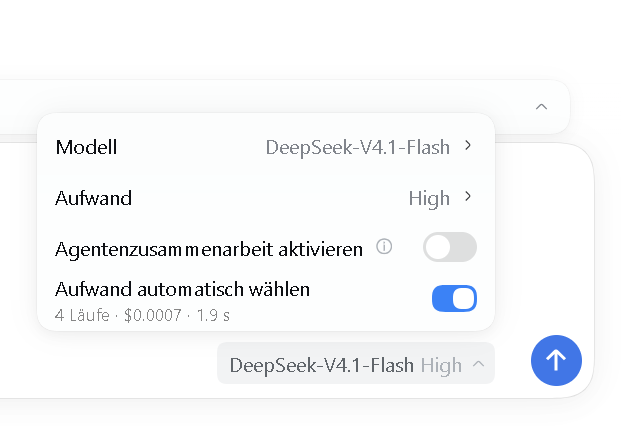 Modell DeepSeek-V4.1-Flash
Aufwand High
Agentenzusammenarbeit aktivieren
Aufwand automatisch wählen
4 Läufe · $0.0007 · 1.9 s
DeepSeek-V4.1-Flash High